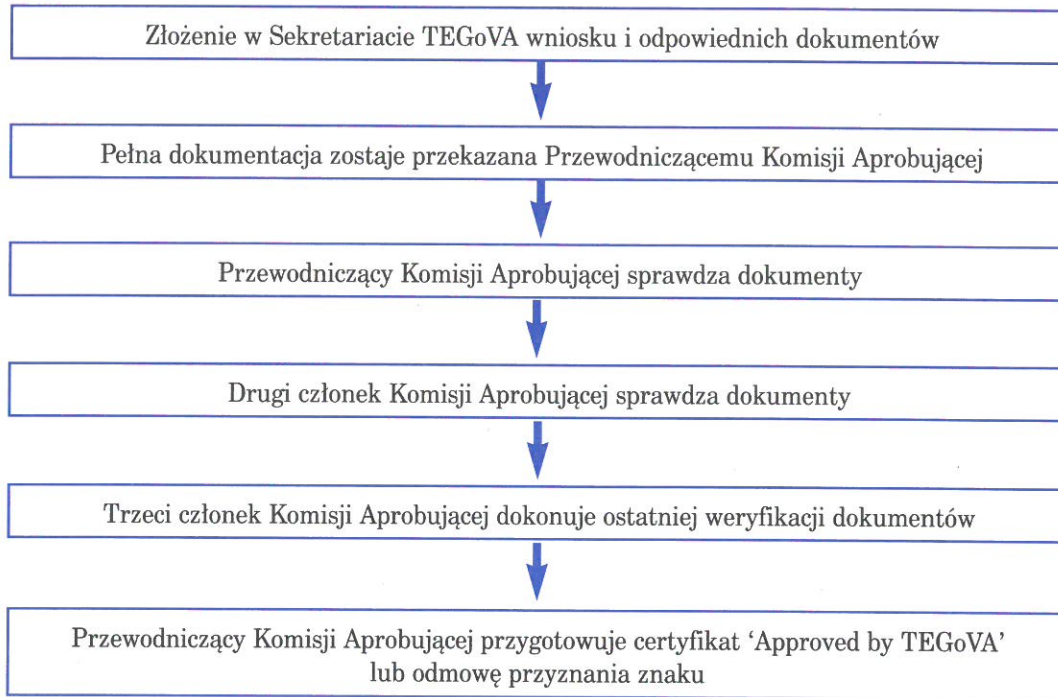 Złożenie w Sekretariacie TEGoVA wniosku i odpowiednich dokumentów
Pełna dokumentacja zostaje przekazana Przewodniczącemu Komisji Aprobującej
Przewodniczący Komisji Aprobującej sprawdza dokumenty
Drugi członek Komisji Aprobującej sprawdza dokumenty
Trzeci członek Komisji Aprobującej dokonuje ostatniej weryfikacji dokumentów
Przewodniczący Komisji Aprobującej przygotowuje certyfikat ‘Approved by TEGoVA’
lub odmowę przyznania znaku